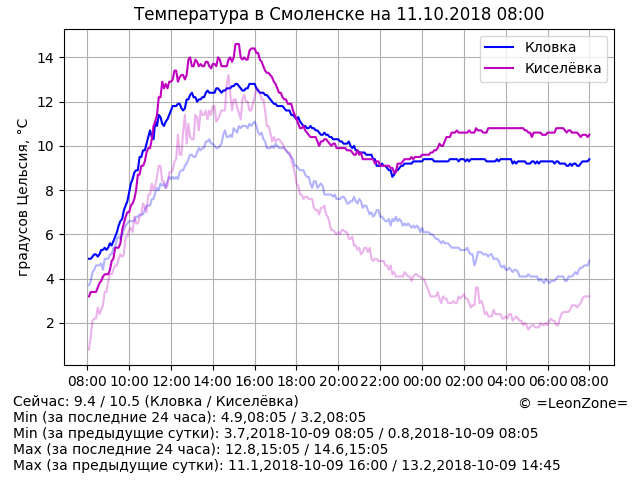 Температура в Смоленске на 11.10.2018 08:00
градусов Цельсия, °C
14
12
10
8
6
4
2
Кловка
Киселёвка
08:00 10:00 12:00 14:00 16:00 18:00 20:00 22:00 00:00 02:00 04:00 06:00 08:00
Сейчас: 9.4 / 10.5 (Кловка / Киселёвка)
© =LeonZone=
Min (за последние 24 часа): 4.9,08:05 / 3.2,08:05
Min (за предыдущие сутки): 3.7,2018-10-09 08:05 / 0.8,2018-10-09 08:05
Max (за последние 24 часа): 12.8,15:05 / 14.6,15:05
Max (за предыдущие сутки): 11.1,2018-10-09 16:00 / 13.2,2018-10-09 14:45